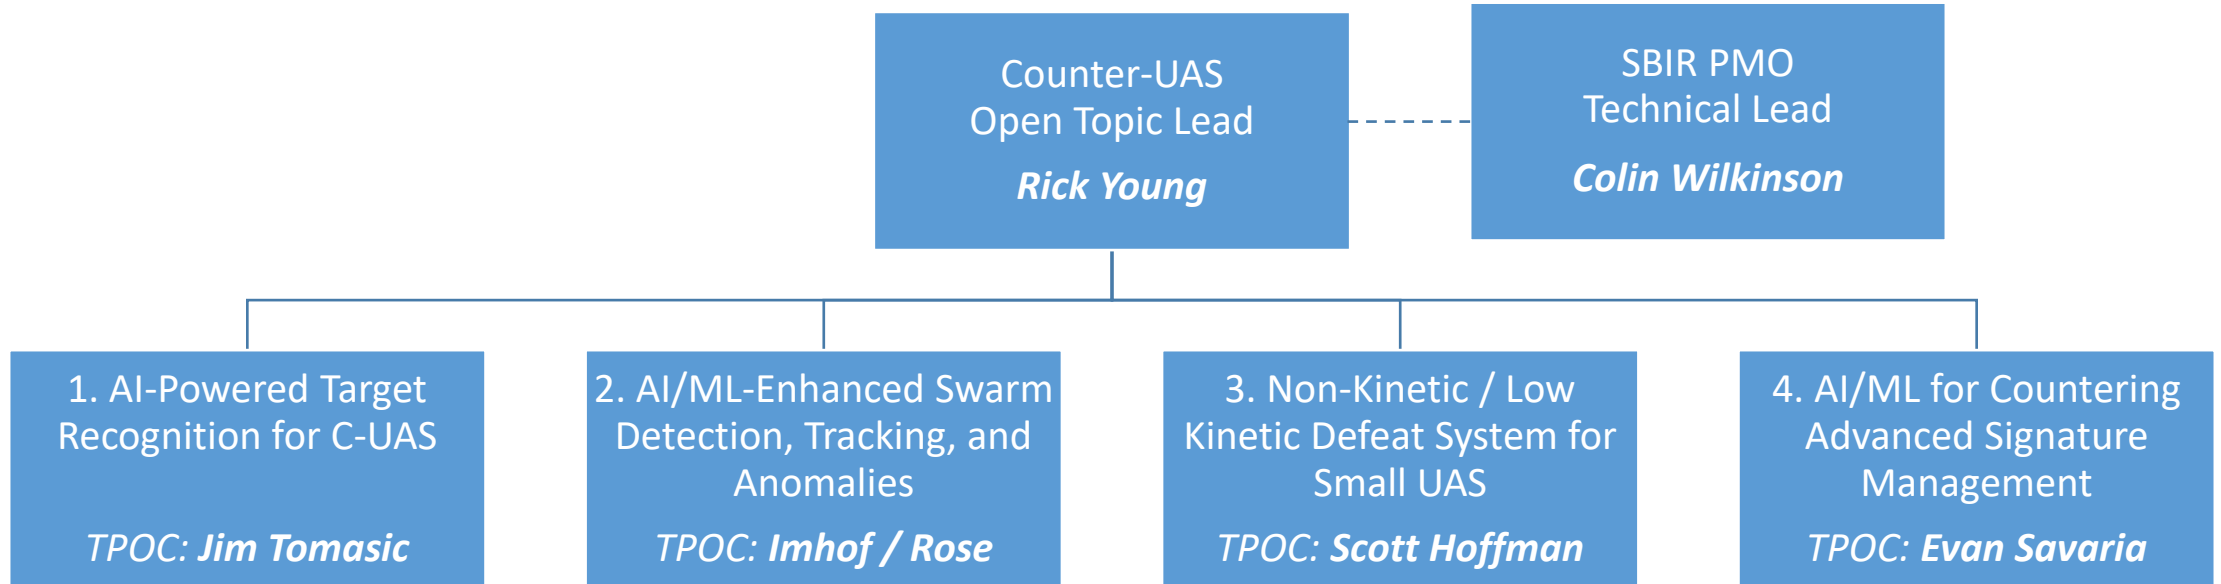 Counter-UAS
Open Topic Lead
Rick Young
SBIR PMO
Technical Lead
Colin Wilkinson
1. AI-Powered Target
Recognition for C-UAS
TPOC: Jim Tomasic
2. AI/ML-Enhanced Swarm
Detection, Tracking, and
Anomalies
TPOC: Imhof / Rose
3. Non-Kinetic / Low
Kinetic Defeat System for
Small UAS
TPOC: Scott Hoffman
4. AI/ML for Countering
Advanced Signature
Management
TPOC: Evan Savaria